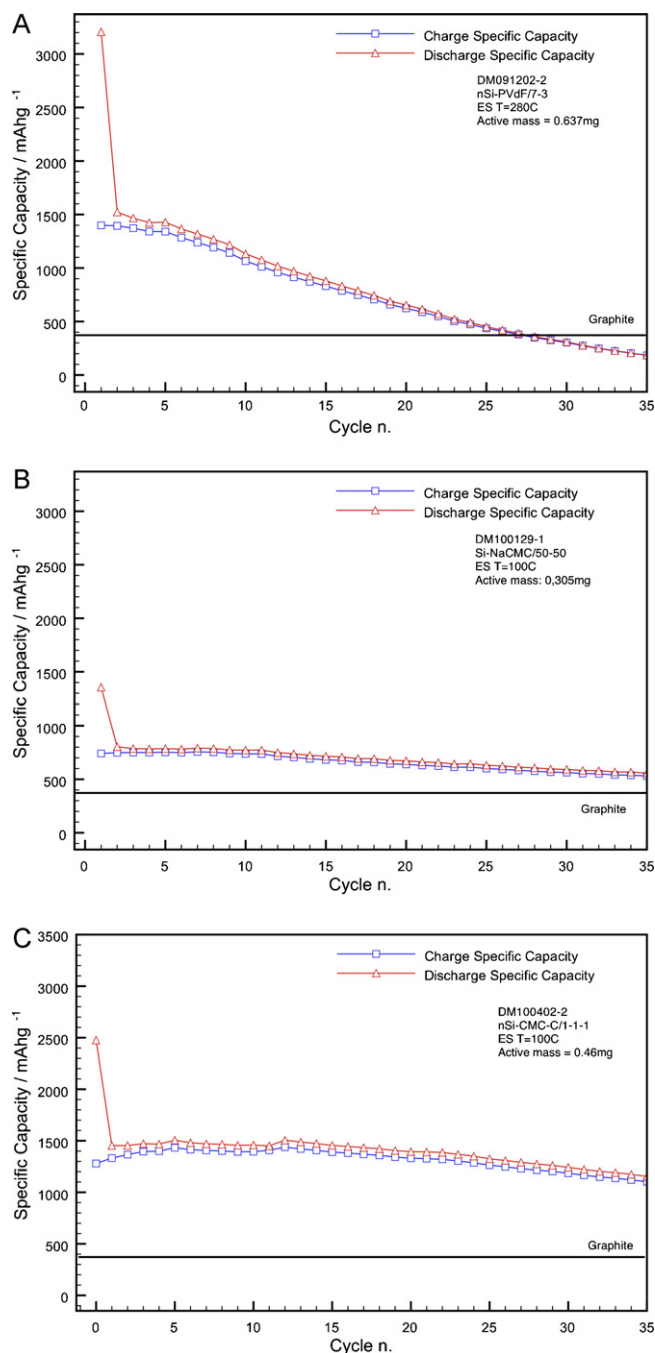 A
Charge Specific Capacity
Discharge Specific Capacity
DM091202-2
nSi-PVdF/7-3
ES T=280C
Active mass = 0.637mg
Specific Capacity / mAhg -1
3000
2500
2000
1500
1000
500
0
Graphite
0 5 10 15 20 25 30 35
Cycle n.
B
Charge Specific Capacity
Discharge Specific Capacity
DM100129-1
Si-NaCMC/50-50
ES T=100C
Active mass: 0,305mg
Specific Capacity / mAhg -1
3000
2500
2000
1500
1000
500
0
Graphite
0 5 10 15 20 25 30 35
Cycle n.
C
Charge Specific Capacity
Discharge Specific Capacity
DM100402-2
nSi-CMC-C/1-1-1
ES T=100C
Active mass = 0.46mg
Specific Capacity / mAhg -1
3500
3000
2500
2000
1500
1000
500
0
Graphite
0 5 10 15 20 25 30 35
Cycle n.